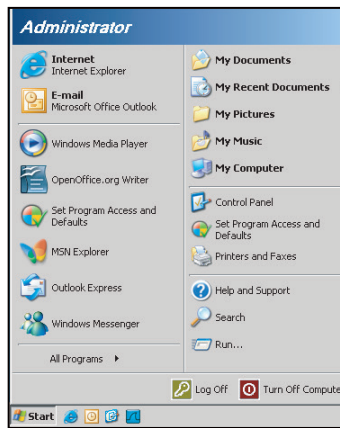 Administrator
Internet
Internet Explorer
E-mail
Microsoft Office Outlook
Windows Media Player
OpenOffice.org Writer
Set Program Access and
Defaults
MSN Explorer
Outlook Express
Windows Messenger
All Programs
My Documents
My Recent Documents
My Pictures
My Music
My Computer
Control Panel
Set Program Access and
Defaults
Printers and Faxes
Help and Support
Search
Run...
Log Off
Turn Off Compute
Start